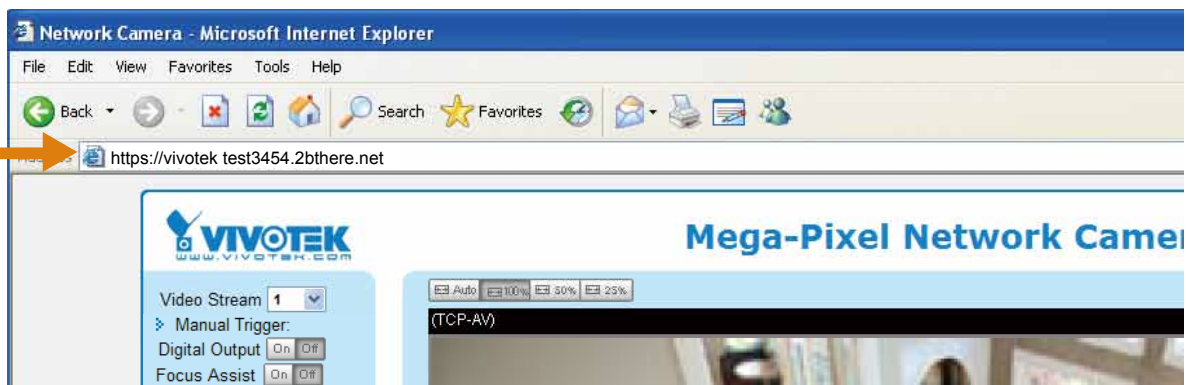 Network Camera - Microsoft Internet Explorer
File Edit View Favorites Tools Help
Back Search Favorites
https://vivotek test3454.2bthere.net
VIVOTEK
www.vivotek.com
Mega-Pixel Network Camer
Auto 100% 50% 25%
Video Stream 1
(TCP-AV)
Manual Trigger:
Digital Output On Off
Focus Assist On Off